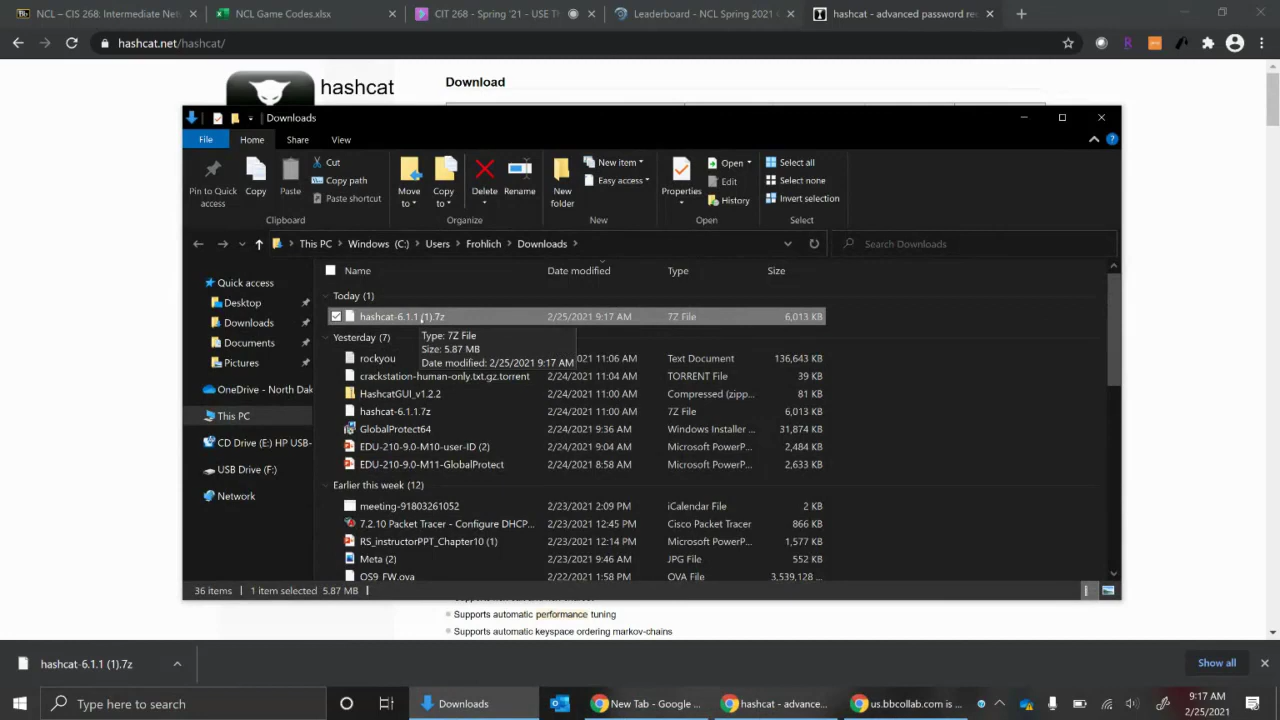 NCL – CIS 268: Intermediate Net
NCL Game Codes.xlsx
CIT 268 - Spring '21 - USE Th
Leaderboard - NCL Spring 2021
hashcat - advanced password rec
hashcat.net/hashcat/
hashcat
Download
Downloads
File Home Share View
Pin to Quick access
Copy
Paste
Cut
Copy path
Paste shortcut
Move to
Copy to
Delete
Rename
New folder
New item
Easy access
Properties
Open
Edit
History
Select all
Select none
Invert selection
Clipboard Organize New Open Select
This PC Windows (C:) Users Frohlich Downloads
Search Downloads
Quick access
Desktop
Downloads
Documents
Pictures
OneDrive - North Dak
This PC
CD Drive (E:) HP USB-
USB Drive (F:)
Network
Name Date modified Type Size
Today (1)
hashcat-6.1.1 (1).7z 2/25/2021 9:17 AM 7Z File 6,013 KB
Type: 7Z File
Size: 5.87 MB
Date modified: 2/25/2021 9:17 AM
Yesterday (7)
rockyou 11:06 AM Text Document 136,643 KB
crackstation-human-only.txt.gz.torrent 2/24/2021 11:04 AM TORRENT File 39 KB
HashcatGUI_v1.2.2 2/24/2021 11:00 AM Compressed (zipp... 81 KB
hashcat-6.1.1.7z 2/24/2021 11:00 AM 7Z File 6,013 KB
GlobalProtect64 2/24/2021 9:36 AM Windows Installer ... 31,874 KB
EDU-210-9.0-M10-user-ID (2) 2/24/2021 9:04 AM Microsoft PowerP... 2,484 KB
EDU-210-9.0-M11-GlobalProtect 2/24/2021 8:58 AM Microsoft PowerP... 2,633 KB
Earlier this week (12)
meeting-91803261052 2/23/2021 2:09 PM iCalendar File 2 KB
7.2.10 Packet Tracer - Configure DHCP... 2/23/2021 12:45 PM Cisco Packet Tracer 866 KB
RS_instructorPPT_Chapter10 (1) 2/23/2021 12:14 PM Microsoft PowerP... 1,577 KB
Meta (2) 2/23/2021 9:46 AM JPG File 552 KB
OS9_FW.ova 2/22/2021 1:58 PM OVA File 3,539,128 ...
36 items 1 item selected 5.87 MB
Supports automatic performance tuning
Supports automatic keyspace ordering markov-chains
hashcat-6.1.1 (1).7z
Show all
Type here to search
Downloads
New Tab - Google ...
hashcat - advance...
us.bbcollab.com is ...
9:17 AM
2/25/2021